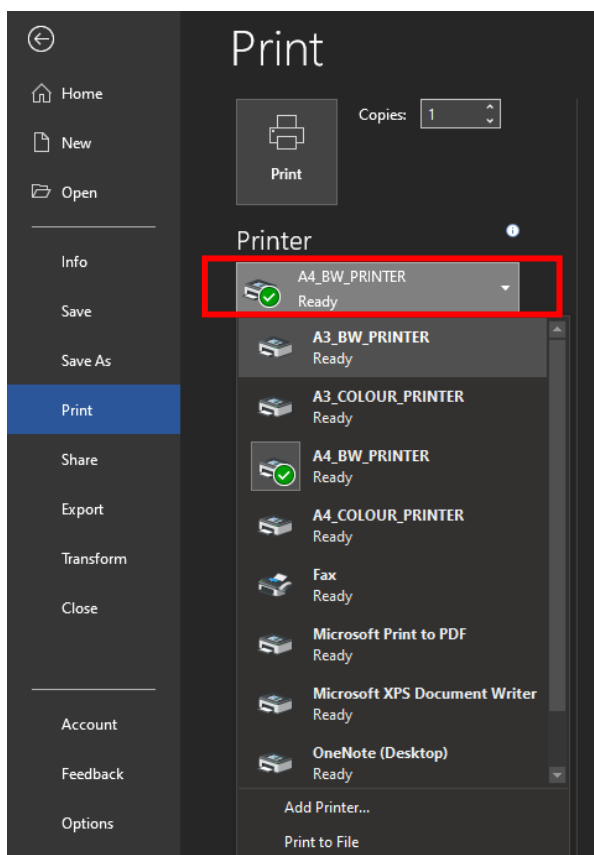 Print
Home
New
Open
Info
Save
Save As
Print
Share
Export
Transform
Close
Account
Feedback
Options
Copies: 1
Print
Printer
A4_BW_PRINTER
Ready
A3_BW_PRINTER
Ready
A3_COLOUR_PRINTER
Ready
A4_BW_PRINTER
Ready
A4_COLOUR_PRINTER
Ready
Fax
Ready
Microsoft Print to PDF
Ready
Microsoft XPS Document Writer
Ready
OneNote (Desktop)
Ready
Add Printer...
Print to File